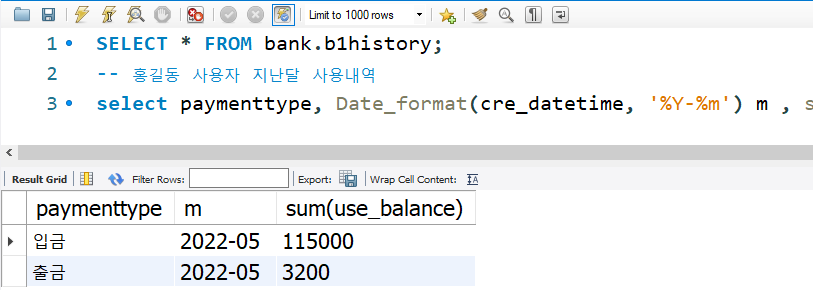 Limit to 1000 rows
1 SELECT * FROM bank.b1history;
2 -- 홍길동 사용자 지난달 사용내역
3 select paymenttype, Date_format(cre_datetime, '%Y-%m') m , s
Result Grid Filter Rows: Export: Wrap Cell Content:
paymenttype m sum(use_balance)
입금 2022-05 115000
출금 2022-05 3200